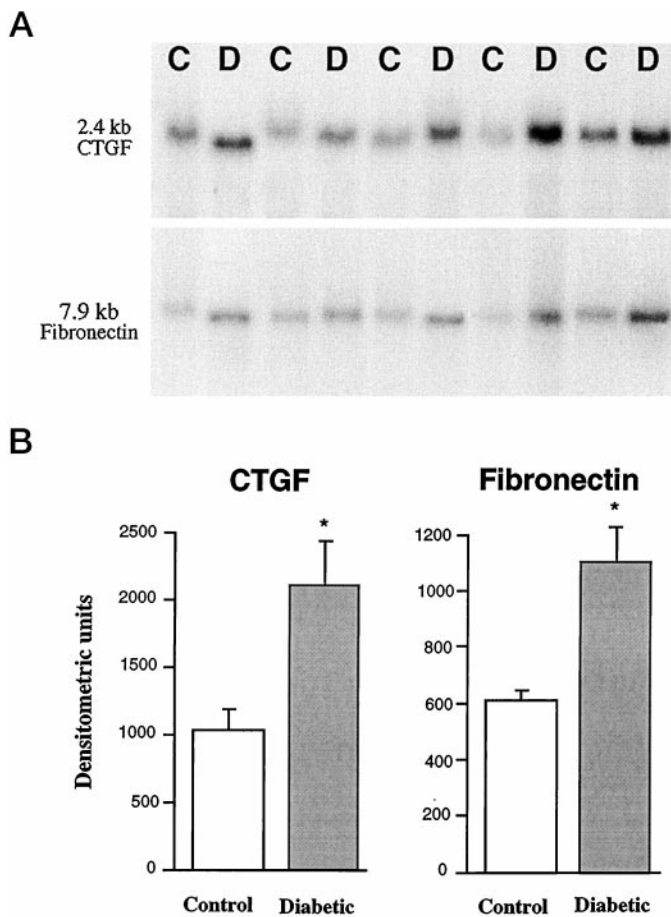 A
C D C D C D C D C D
2.4 kb
CTGF
7.9 kb
Fibronectin
B
CTGF
Fibronectin
*
*
Densitometric units
2500
2000
1500
1000
500
0
1200
1000
800
600
400
200
0
Control Diabetic
Control Diabetic